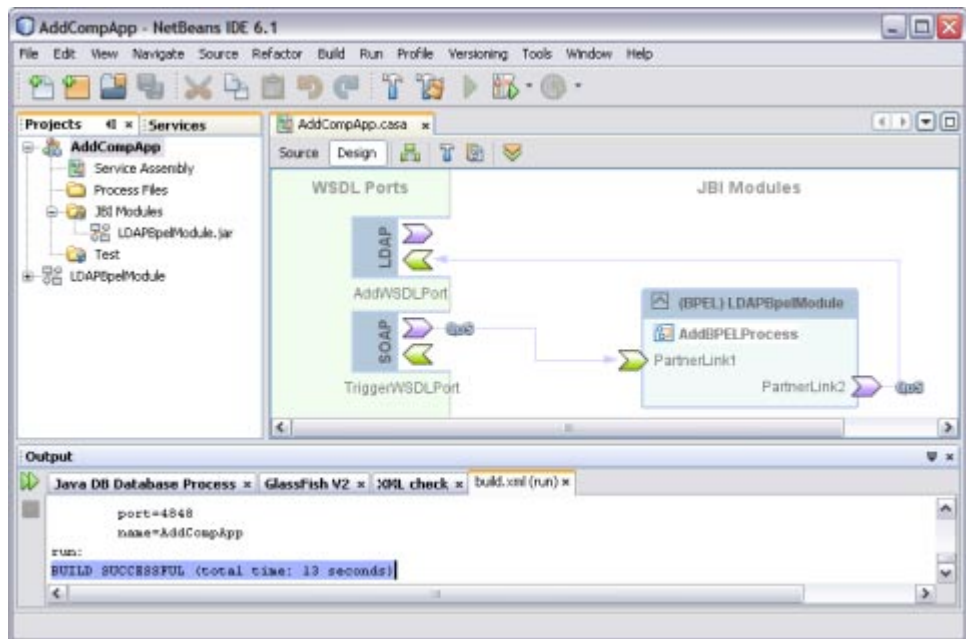 AddCompApp - NetBeans IDE 6.1
File Edit View Navigate Source Refactor Build Run Profile Versioning Tools Window Help
Projects Services
AddCompApp
Service Assembly
Process Files
JBI Modules
LDAPBpelModule.jar
Test
LDAPBpelModule
AddCompApp.casa
Source Design
WSDL Ports JBI Modules
LDAP
AddWSDLPort
SOAP
TriggerWSDLPort
(BPEL) LDAPBpelModule
AddBPELProcess
PartnerLink1
PartnerLink2
QoS
QoS
Output
Java DB Database Process GlassFish V2 XML check build.xml (run)
port=4848
name=AddCompApp
run:
BUILD SUCCESSFUL (total time: 13 seconds)